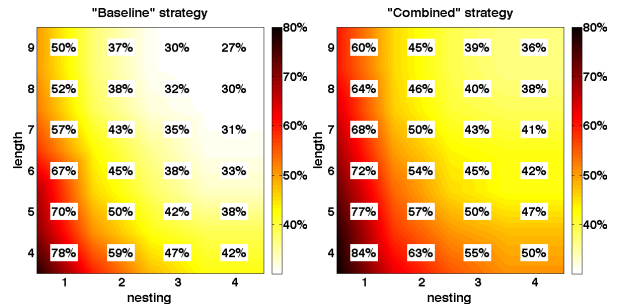 "Baseline" strategy
9 50% 37% 30% 27%
8 52% 38% 32% 30%
7 57% 43% 35% 31%
6 67% 45% 38% 33%
5 70% 50% 42% 38%
4 78% 59% 47% 42%
1 2 3 4
nesting
length
80%
70%
60%
50%
40%
"Combined" strategy
9 60% 45% 39% 36%
8 64% 46% 40% 38%
7 68% 50% 43% 41%
6 72% 54% 45% 42%
5 77% 57% 50% 47%
4 84% 63% 55% 50%
1 2 3 4
nesting
length
80%
70%
60%
50%
40%